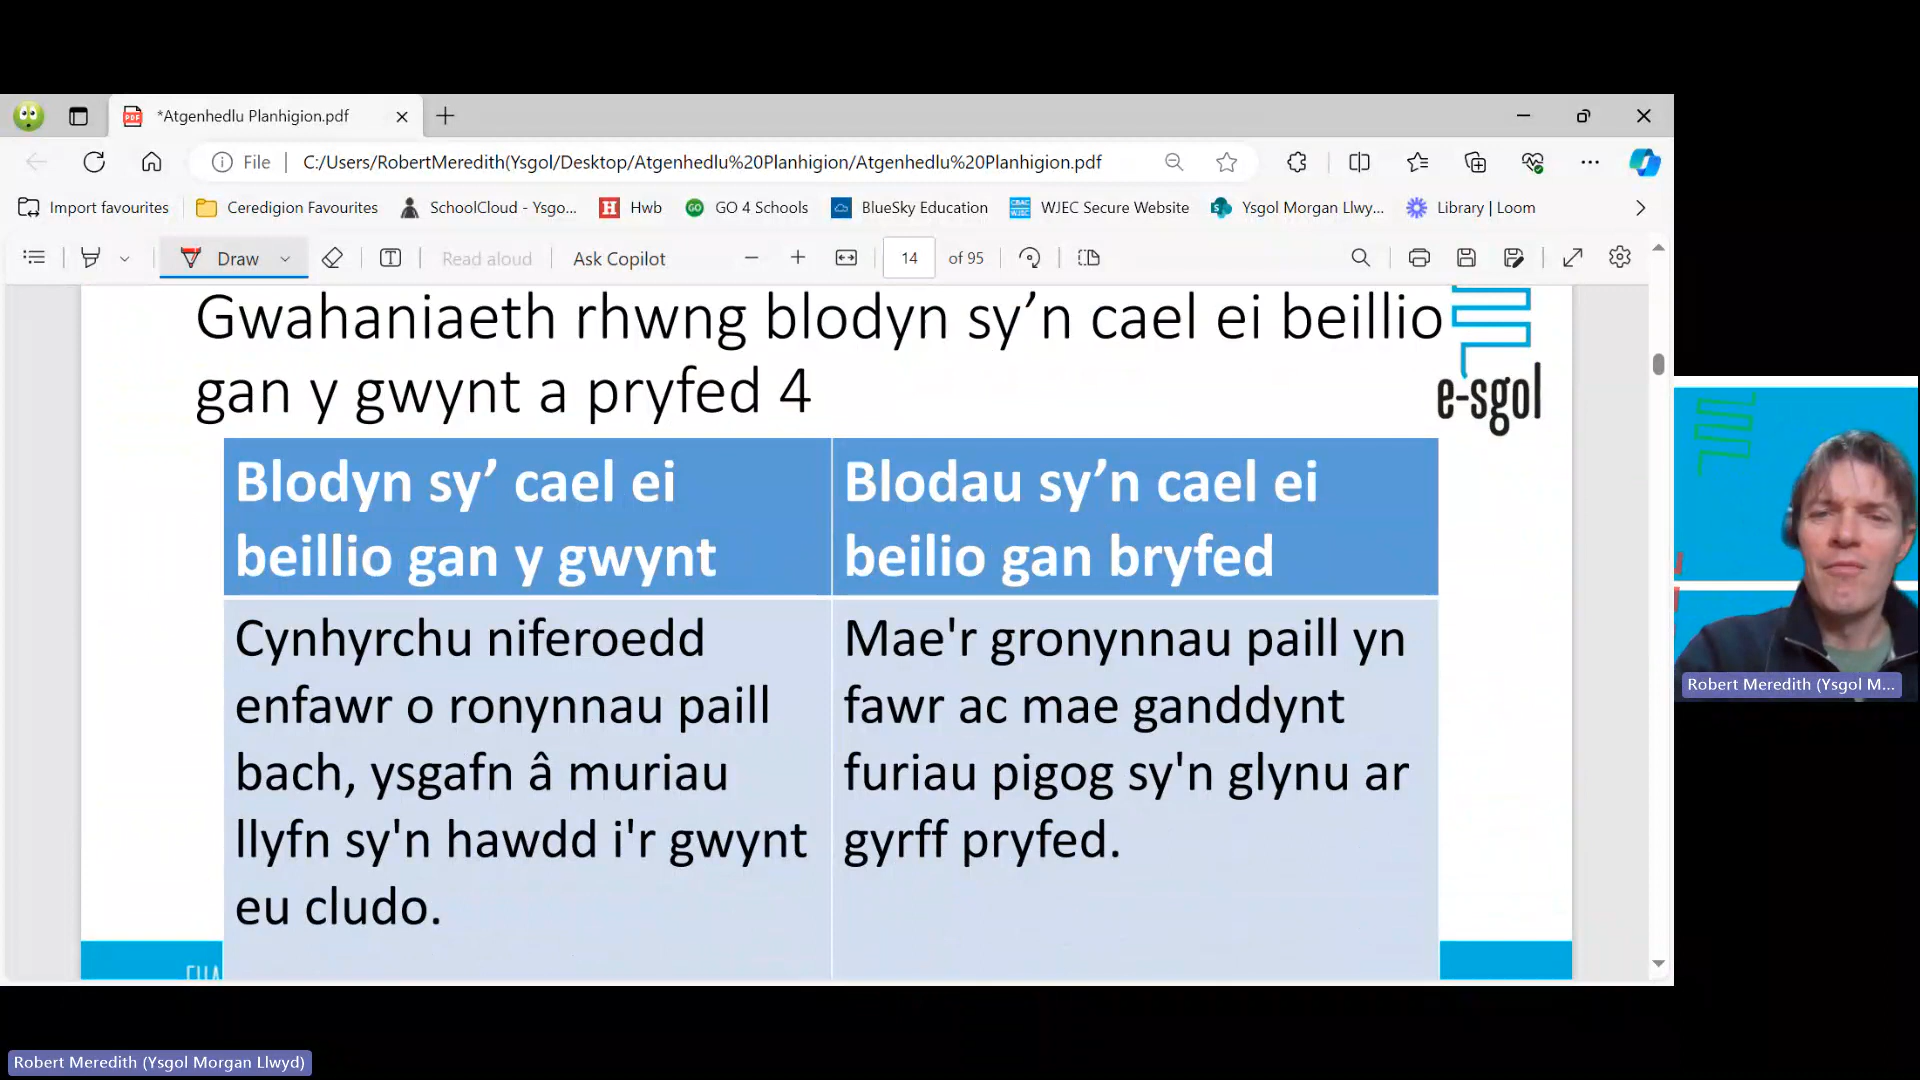 *Atgenhedlu Planhigion.pdf
File
C:/Users/RobertMeredith(Ysgol/Desktop/Atgenhedlu%20Planhigion/Atgenhedlu%20Planhigion.pdf
Import favourites
Ceredigion Favourites
SchoolCloud - Ysgo...
Hwb
GO 4 Schools
BlueSky Education
WJEC Secure Website
Ysgol Morgan Llwy...
Library | Loom
Draw
Read aloud
Ask Copilot
14 of 95
Gwahaniaeth rhwng blodyn sy’n cael ei beillio
gan y gwynt a pryfed 4
e-sgol
Blodyn sy’ cael ei
beillio gan y gwynt
Blodau sy’n cael ei
beilio gan bryfed
Cynhyrchu niferoedd
enfawr o ronynnau paill
bach, ysgafn â muriau
llyfn sy'n hawdd i'r gwynt
eu cludo.
Mae'r gronynnau paill yn
fawr ac mae ganddynt
furiau pigog sy'n glynu ar
gyrff pryfed.
Robert Meredith (Ysgol M...
Robert Meredith (Ysgol Morgan Llwyd)